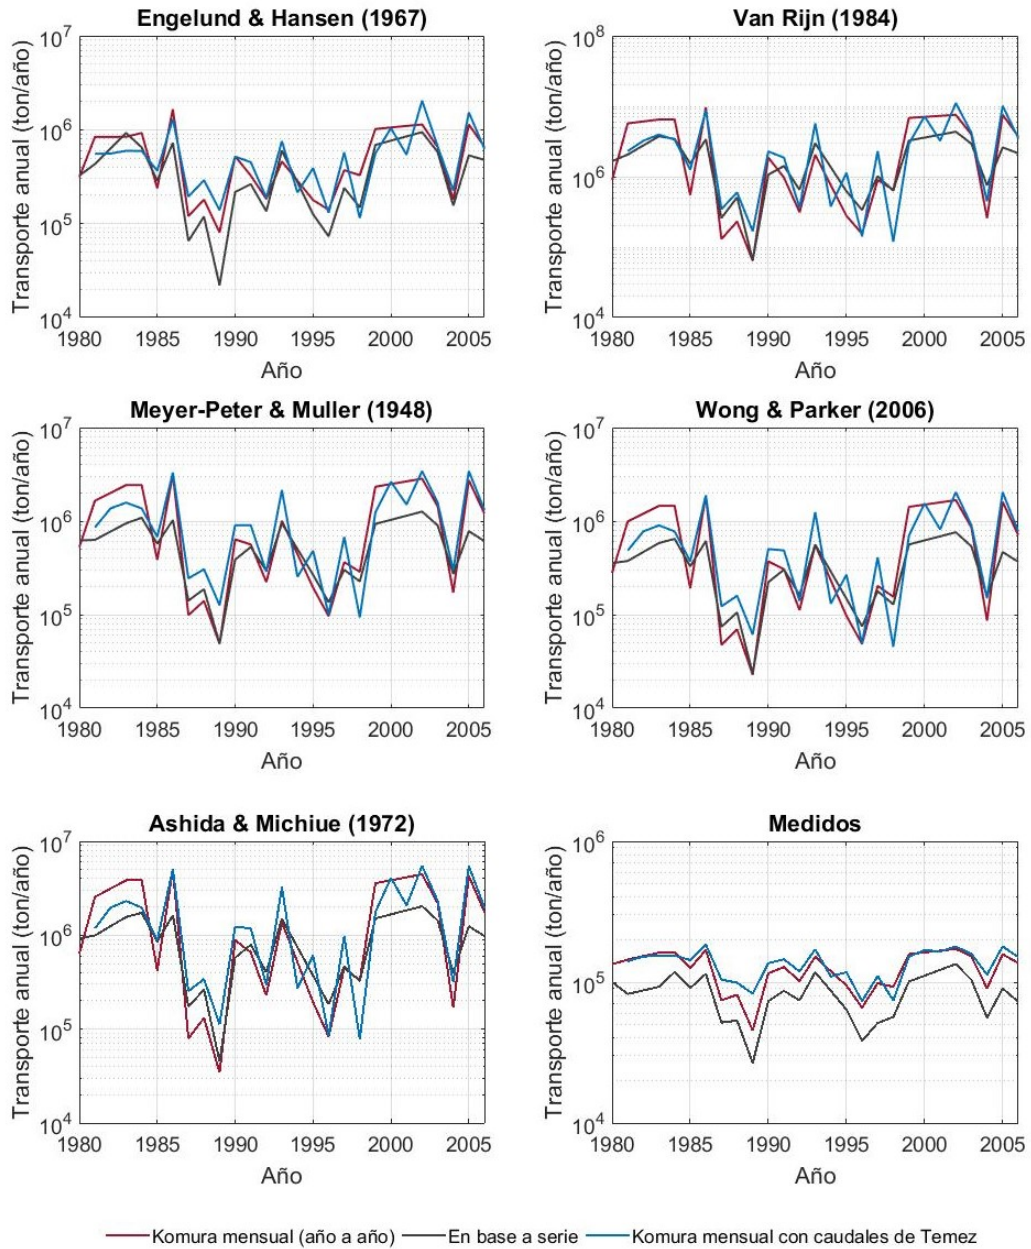 Engelund & Hansen (1967)
Transporte anual (ton/año)
10^7
10^6
10^5
10^4
1980 1985 1990 1995 2000 2005
Año
Van Rijn (1984)
Transporte anual (ton/año)
10^8
10^6
10^4
1980 1985 1990 1995 2000 2005
Año
Meyer-Peter & Muller (1948)
Transporte anual (ton/año)
10^7
10^6
10^5
10^4
1980 1985 1990 1995 2000 2005
Año
Wong & Parker (2006)
Transporte anual (ton/año)
10^7
10^6
10^5
10^4
1980 1985 1990 1995 2000 2005
Año
Ashida & Michiue (1972)
Transporte anual (ton/año)
10^7
10^6
10^5
10^4
1980 1985 1990 1995 2000 2005
Año
Medidos
Transporte anual (ton/año)
10^6
10^5
10^4
1980 1985 1990 1995 2000 2005
Año
Komura mensual (año a año) En base a serie Komura mensual con caudales de Temez